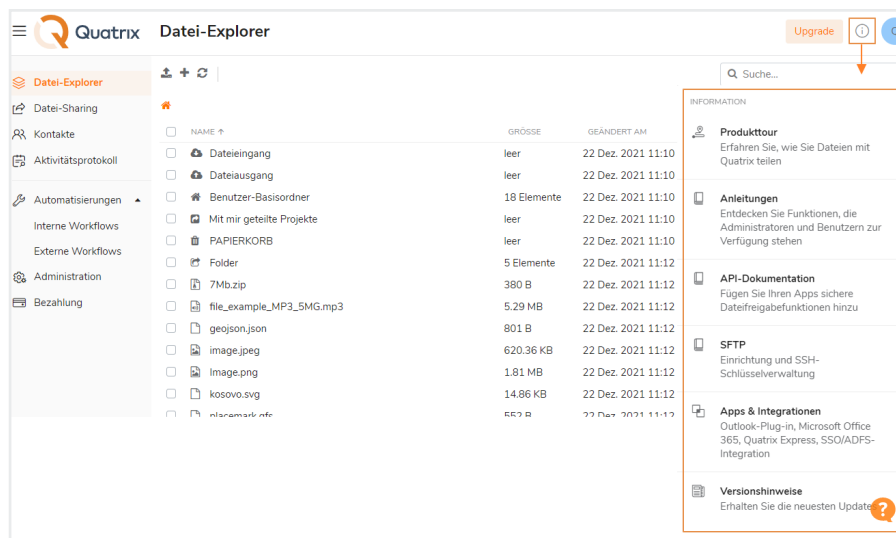 Quatrix
Datei-Explorer
Upgrade
Datei-Explorer
Datei-Sharing
Kontakte
Aktivitätsprotokoll
Automatisierungen
Interne Workflows
Externe Workflows
Administration
Bezahlung
Suche...
NAME GRÖSSE GEÄNDERT AM
Dateieingang leer 22 Dez. 2021 11:10
Dateiausgang leer 22 Dez. 2021 11:10
Benutzer-Basisordner 18 Elemente 22 Dez. 2021 11:10
Mit mir geteilte Projekte leer 22 Dez. 2021 11:10
PAPIERKORB leer 22 Dez. 2021 11:10
Folder 5 Elemente 22 Dez. 2021 11:12
7Mb.zip 380 B 22 Dez. 2021 11:12
file_example_MP3_5MG.mp3 5.29 MB 22 Dez. 2021 11:12
geojson.json 801 B 22 Dez. 2021 11:12
image.jpeg 620.36 KB 22 Dez. 2021 11:12
Image.png 1.81 MB 22 Dez. 2021 11:12
kosovo.svg 14.86 KB 22 Dez. 2021 11:12
placemark.gfs 552 B 22 Dez. 2021 11:12
INFORMATION
Produkttour
Erfahren Sie, wie Sie Dateien mit
Quatrix teilen
Anleitungen
Entdecken Sie Funktionen, die
Administratoren und Benutzern zur
Verfügung stehen
API-Dokumentation
Fügen Sie Ihren Apps sichere
Dateifreigabefunktionen hinzu
SFTP
Einrichtung und SSH-
Schlüsselverwaltung
Apps & Integrationen
Outlook-Plug-in, Microsoft Office
365, Quatrix Express, SSO/ADFS-
Integration
Versionshinweise
Erhalten Sie die neuesten Updates